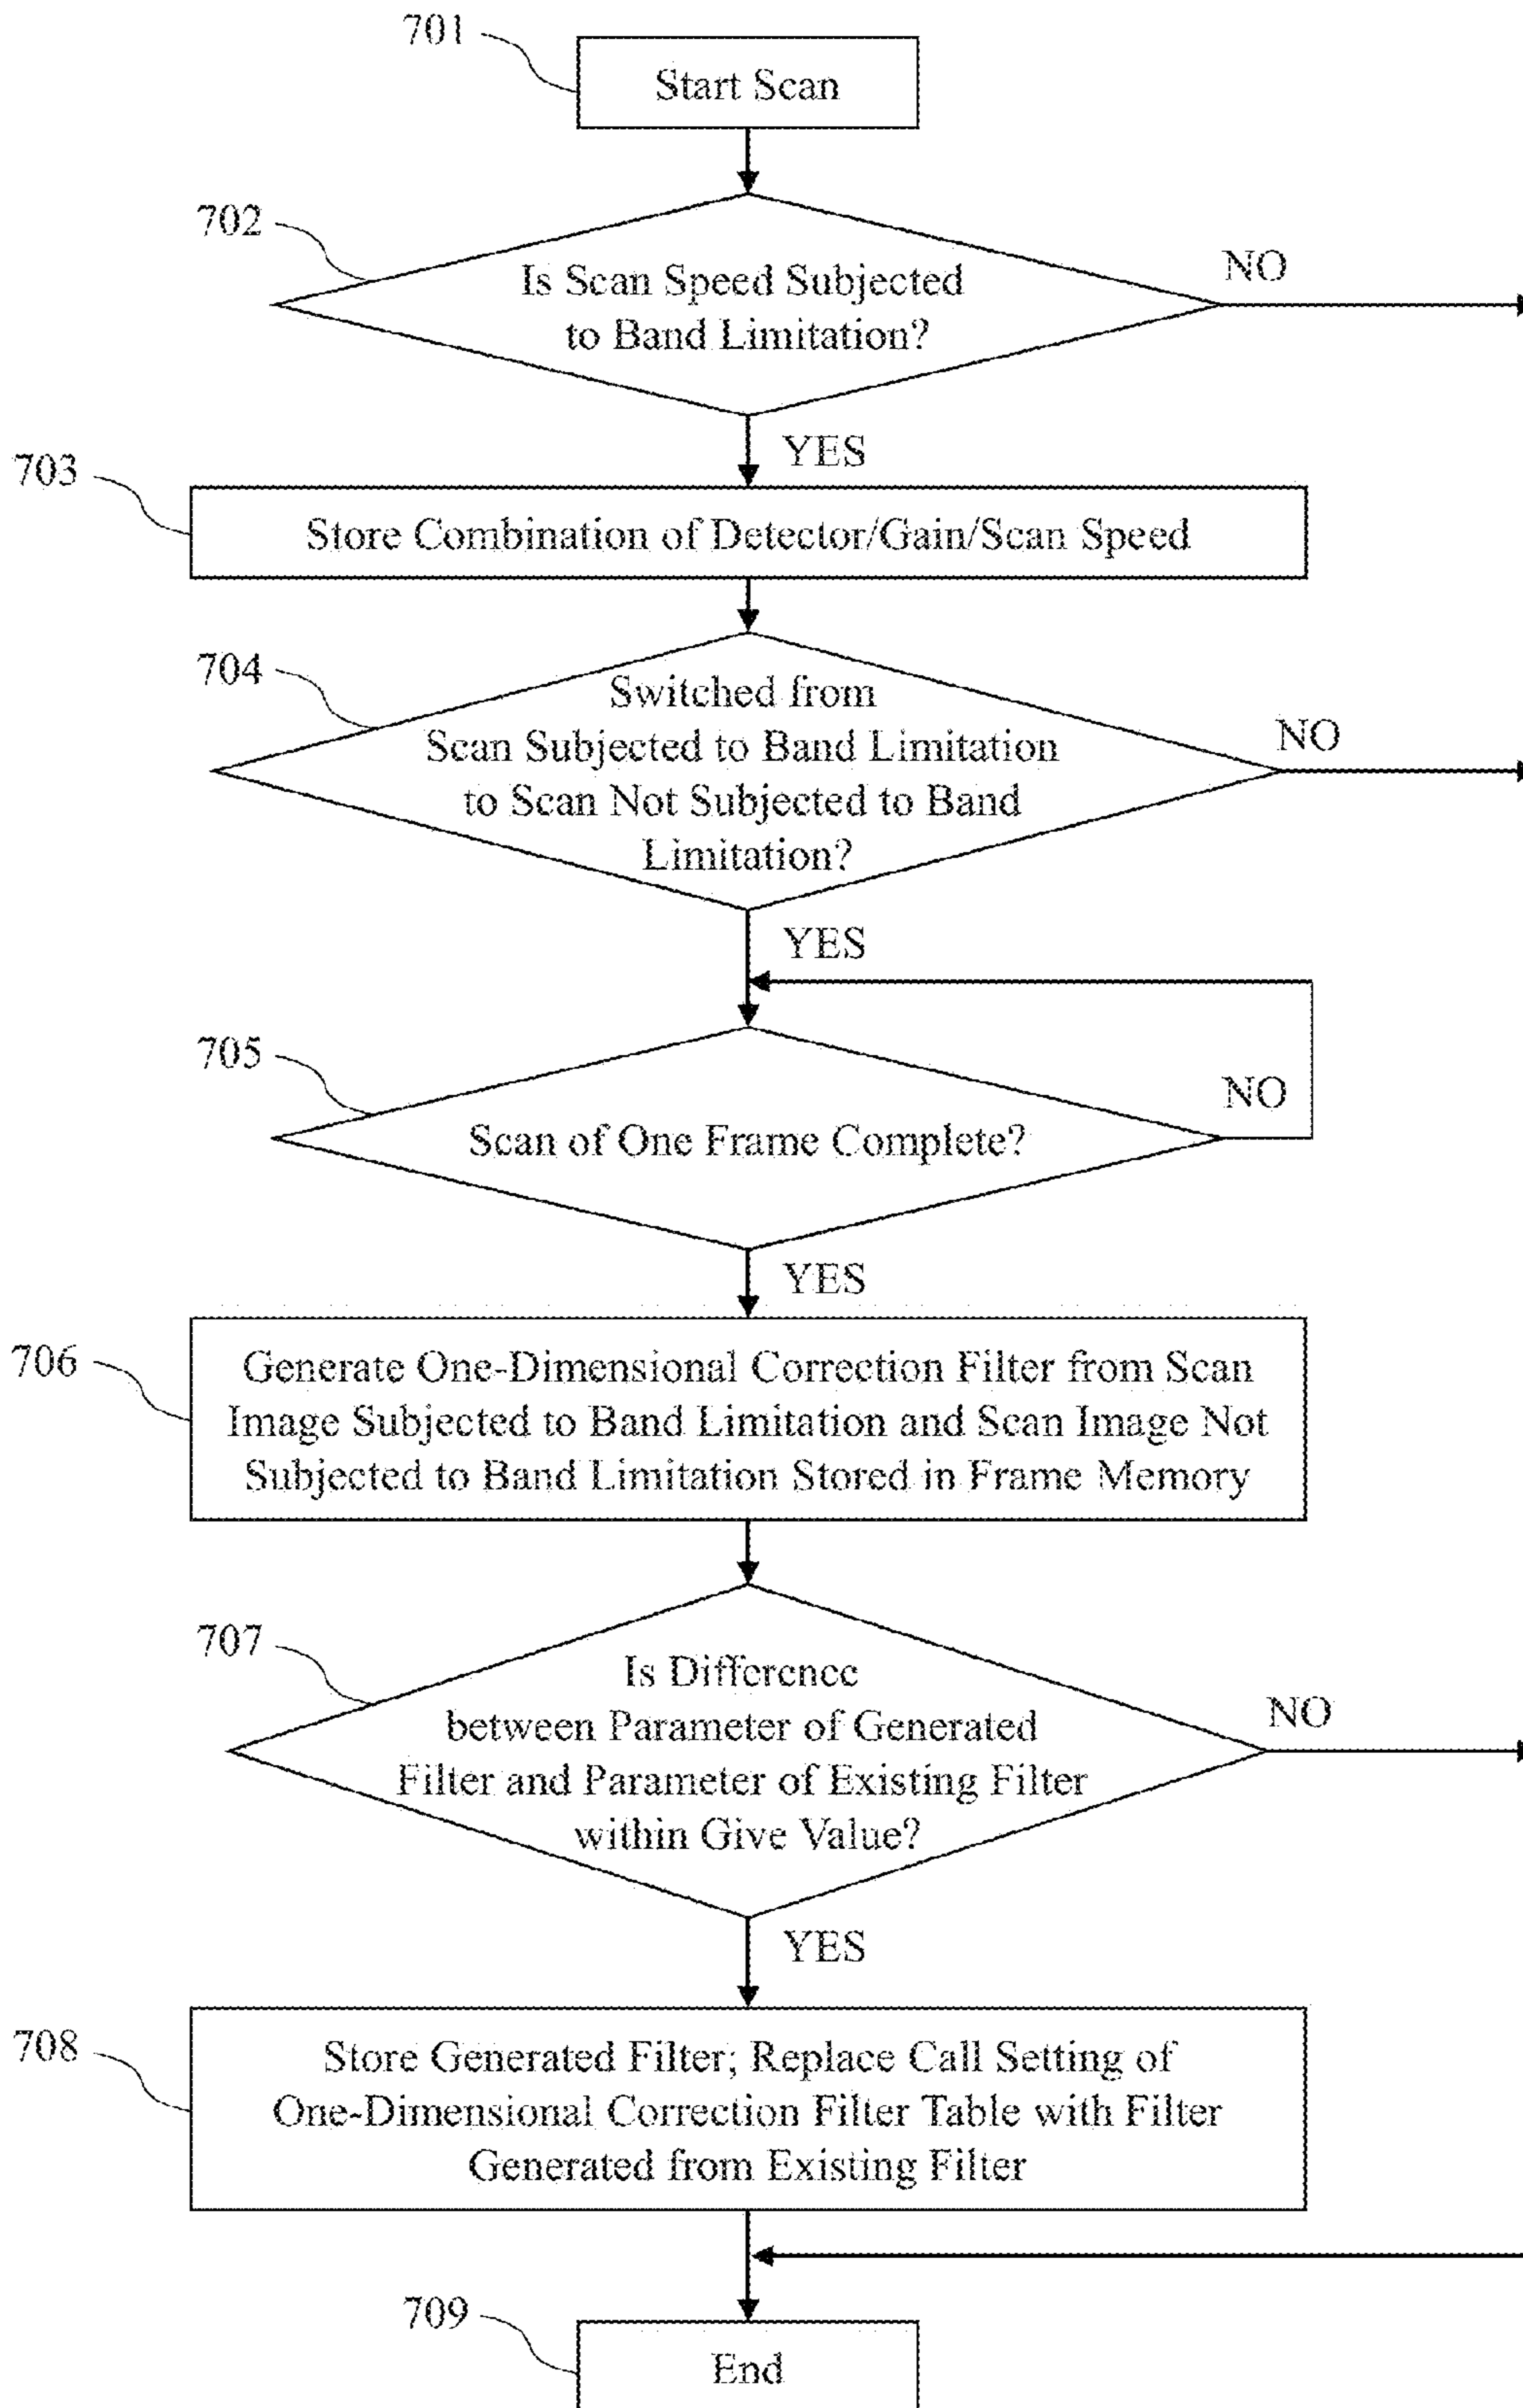 701
Start Scan
702
Is Scan Speed Subjected
to Band Limitation?
NO
YES
703
Store Combination of Detector/Gain/Scan Speed
704
Switched from
Scan Subjected to Band Limitation
to Scan Not Subjected to Band
Limitation?
NO
YES
705
Scan of One Frame Complete?
NO
YES
706
Generate One-Dimensional Correction Filter from Scan
Image Subjected to Band Limitation and Scan Image Not
Subjected to Band Limitation Stored in Frame Memory
707
Is Difference
between Parameter of Generated
Filter and Parameter of Existing Filter
within Give Value?
NO
YES
708
Store Generated Filter; Replace Call Setting of
One-Dimensional Correction Filter Table with Filter
Generated from Existing Filter
709
End